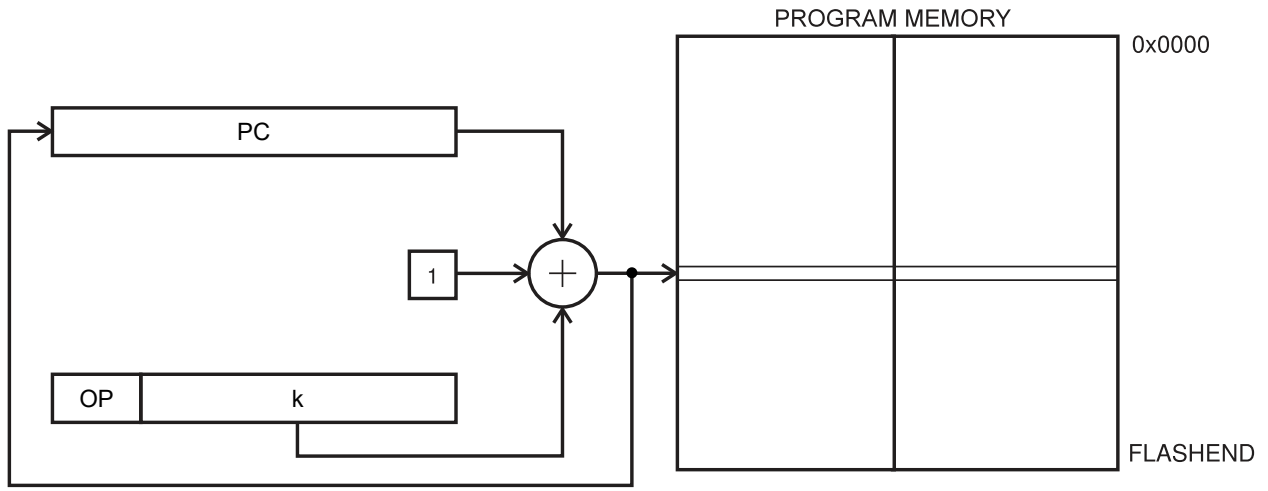 PROGRAM MEMORY
0x0000
PC
1
+
OP k
FLASHEND